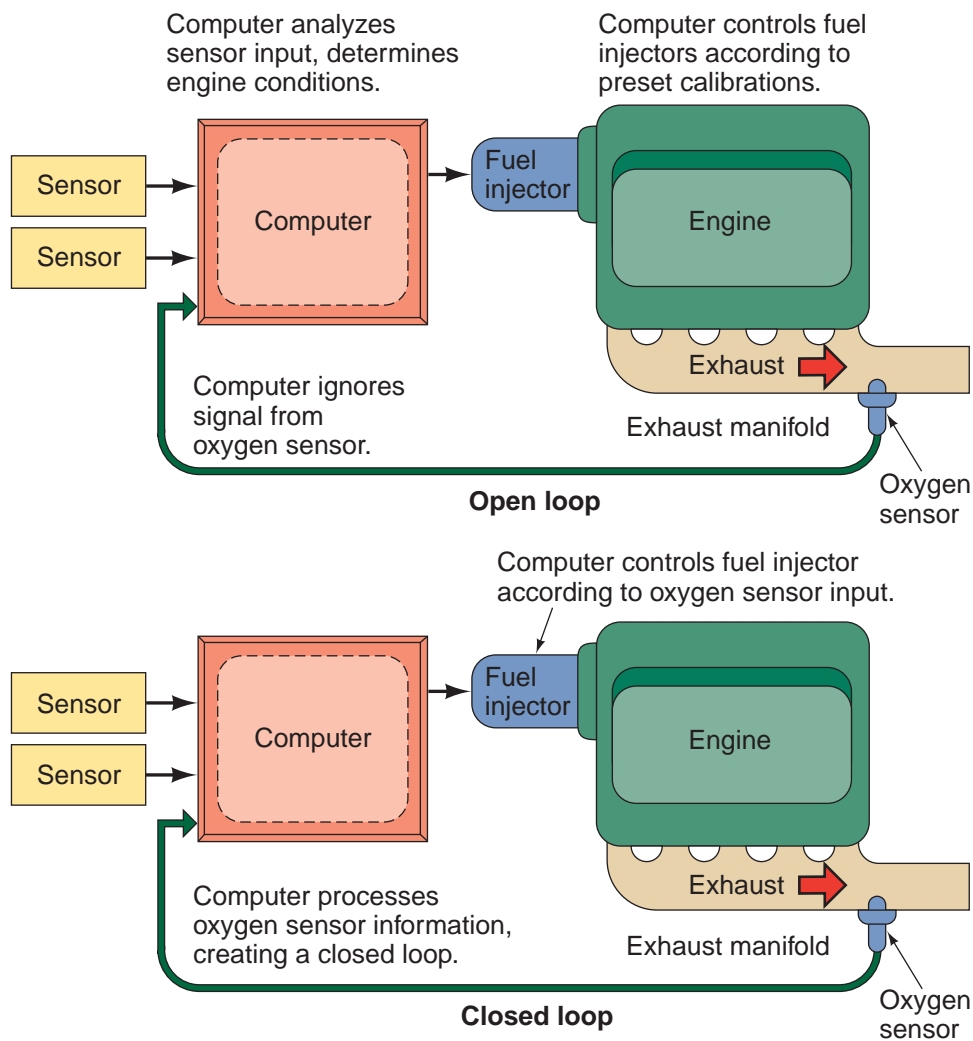 Computer analyzes
sensor input, determines
engine conditions.
Computer controls fuel
injectors according to
preset calibrations.
Sensor
Sensor
Computer
Fuel
injector
Engine
Exhaust
Computer ignores
signal from
oxygen sensor.
Exhaust manifold
Oxygen
sensor
Open loop
Computer controls fuel injector
according to oxygen sensor input.
Sensor
Sensor
Computer
Fuel
injector
Engine
Exhaust
Computer processes
oxygen sensor information,
creating a closed loop.
Exhaust manifold
Oxygen
sensor
Closed loop